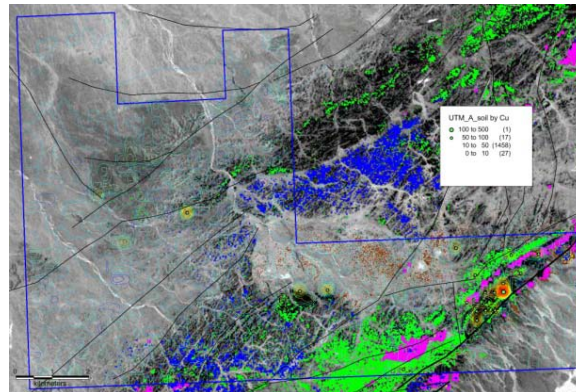 UTM_A_soil by Cu
100 to 500 (1)
50 to 100 (17)
10 to 50 (1458)
0 to 10 (27)
kilometers